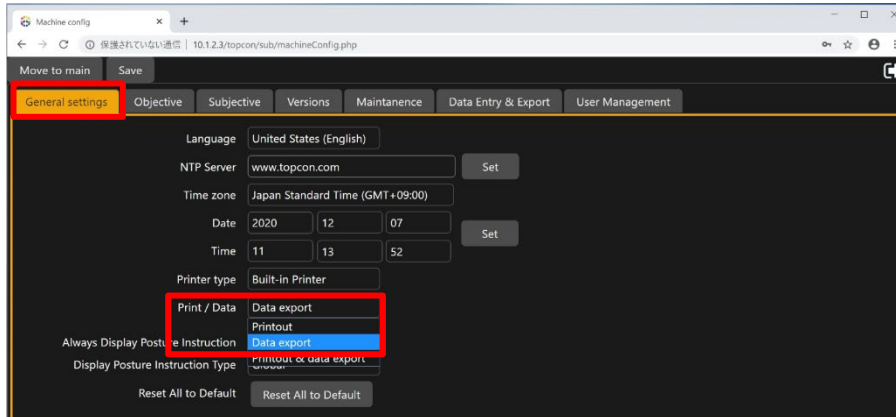 Machine config
保護されていない通信 | 10.1.2.3/topcon/sub/machineConfig.php
Move to main Save
General settings Objective Subjective Versions Maintanence Data Entry & Export User Management
Language United States (English)
NTP Server www.topcon.com Set
Time zone Japan Standard Time (GMT+09:00)
Date 2020 12 07
Set
Time 11 13 52
Printer type Built-in Printer
Print / Data Data export
Printout
Always Display Posture Instruction Data export
Printout & data export
Display Posture Instruction Type Global
Reset All to Default Reset All to Default